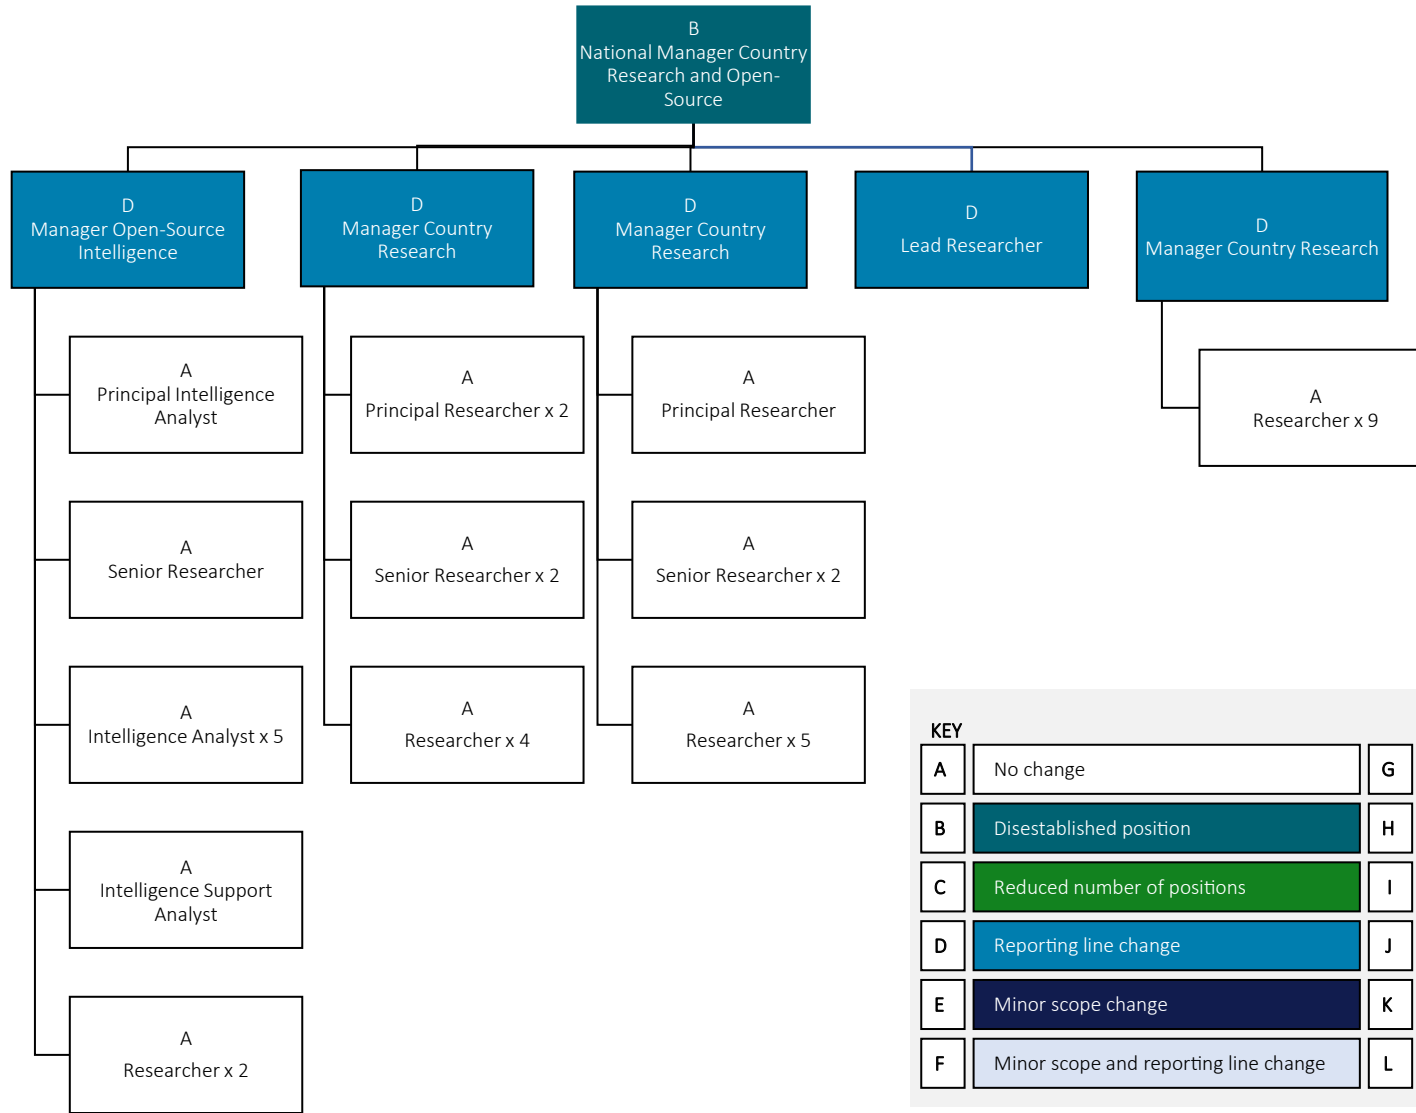 B
National Manager Country
Research and Open-
Source
D
Manager Open-Source
Intelligence
D
Manager Country
Research
D
Manager Country
Research
D
Lead Researcher
D
Manager Country Research
A
Principal Intelligence
Analyst
A
Senior Researcher
A
Intelligence Analyst x 5
A
Intelligence Support
Analyst
A
Researcher x 2
A
Principal Researcher x 2
A
Senior Researcher x 2
A
Researcher x 4
A
Principal Researcher
A
Senior Researcher x 2
A
Researcher x 5
A
Researcher x 9
KEY
A No change G
B Disestablished position H
C Reduced number of positions I
D Reporting line change J
E Minor scope change K
F Minor scope and reporting line change L